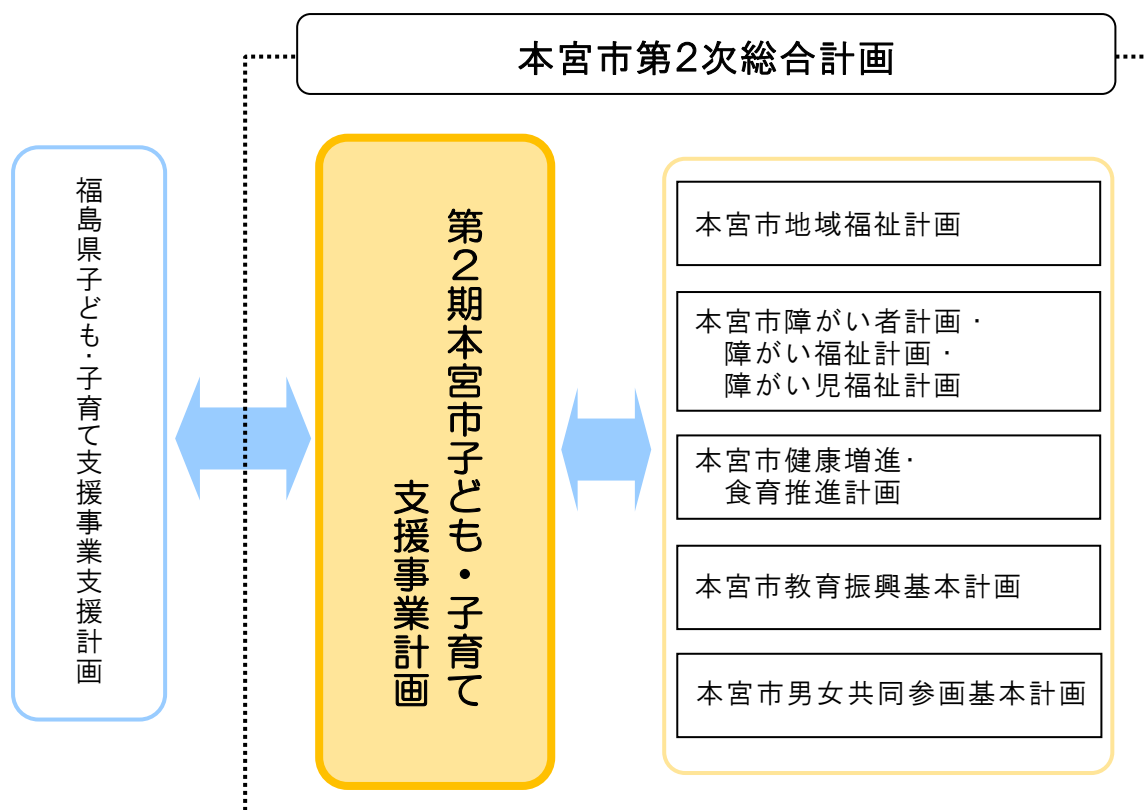 本宮市第2次総合計画
福島県子ども・子育て支援事業支援計画
第2期本宮市子ども・子育て
支援事業計画
本宮市地域福祉計画
本宮市障がい者計画・
障がい福祉計画・
障がい児福祉計画
本宮市健康増進・
食育推進計画
本宮市教育振興基本計画
本宮市男女共同参画基本計画